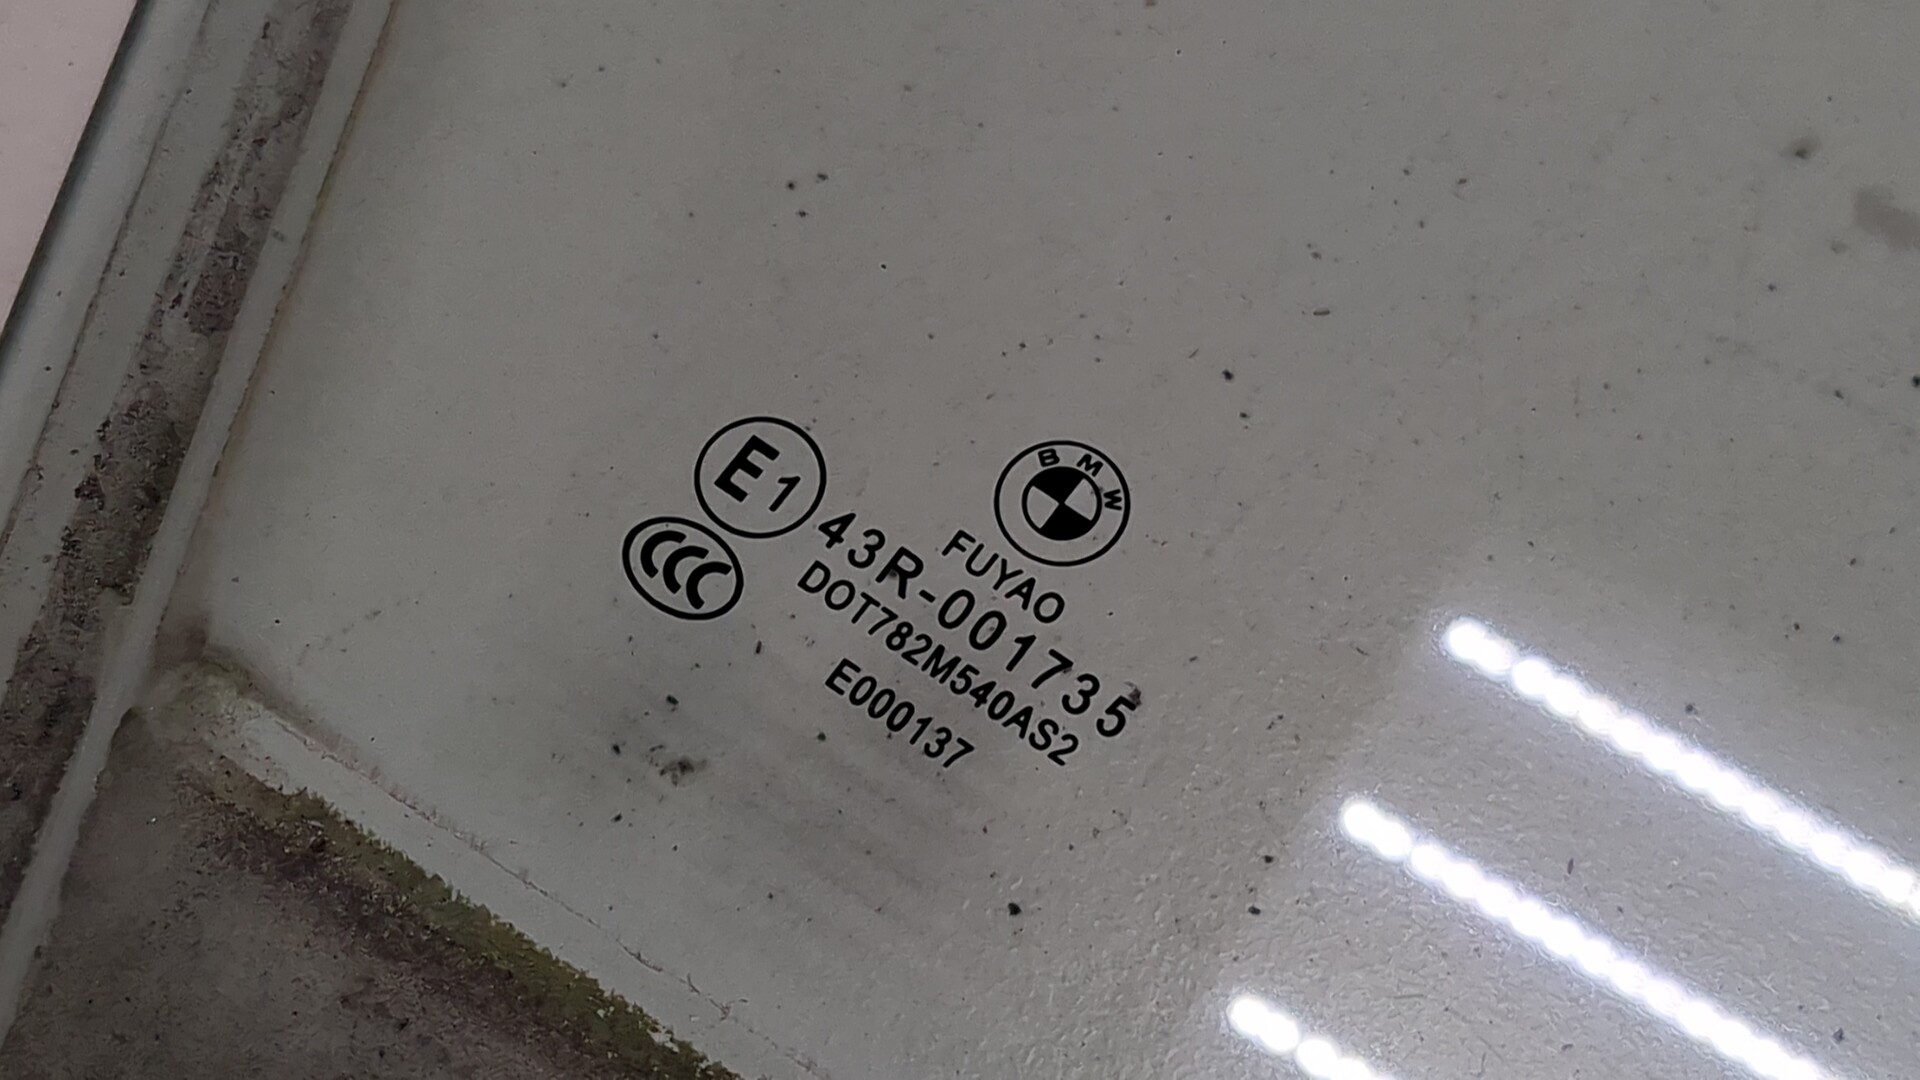 BMW
FUYAO
E1 43R-001735
CCC DOT782M540AS2
E000137